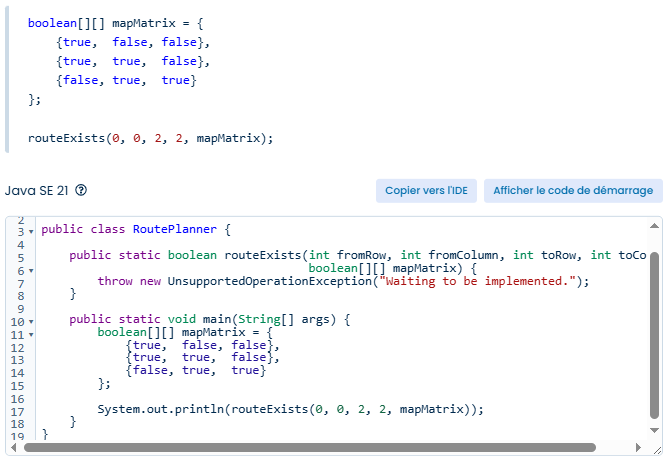 boolean[][] mapMatrix = {
    {true,  false, false},
    {true,  true,  false},
    {false, true,  true}
};
routeExists(0, 0, 2, 2, mapMatrix);
Java SE 21 ?
Copier vers l'IDE
Afficher le code de démarrage
2
3 public class RoutePlanner {
4
5     public static boolean routeExists(int fromRow, int fromColumn, int toRow, int toCo
6                                       boolean[][] mapMatrix) {
7         throw new UnsupportedOperationException("Waiting to be implemented.");
8     }
9
10     public static void main(String[] args) {
11         boolean[][] mapMatrix = {
12             {true,  false, false},
13             {true,  true,  false},
14             {false, true,  true}
15         };
16
17         System.out.println(routeExists(0, 0, 2, 2, mapMatrix));
18     }
19 }